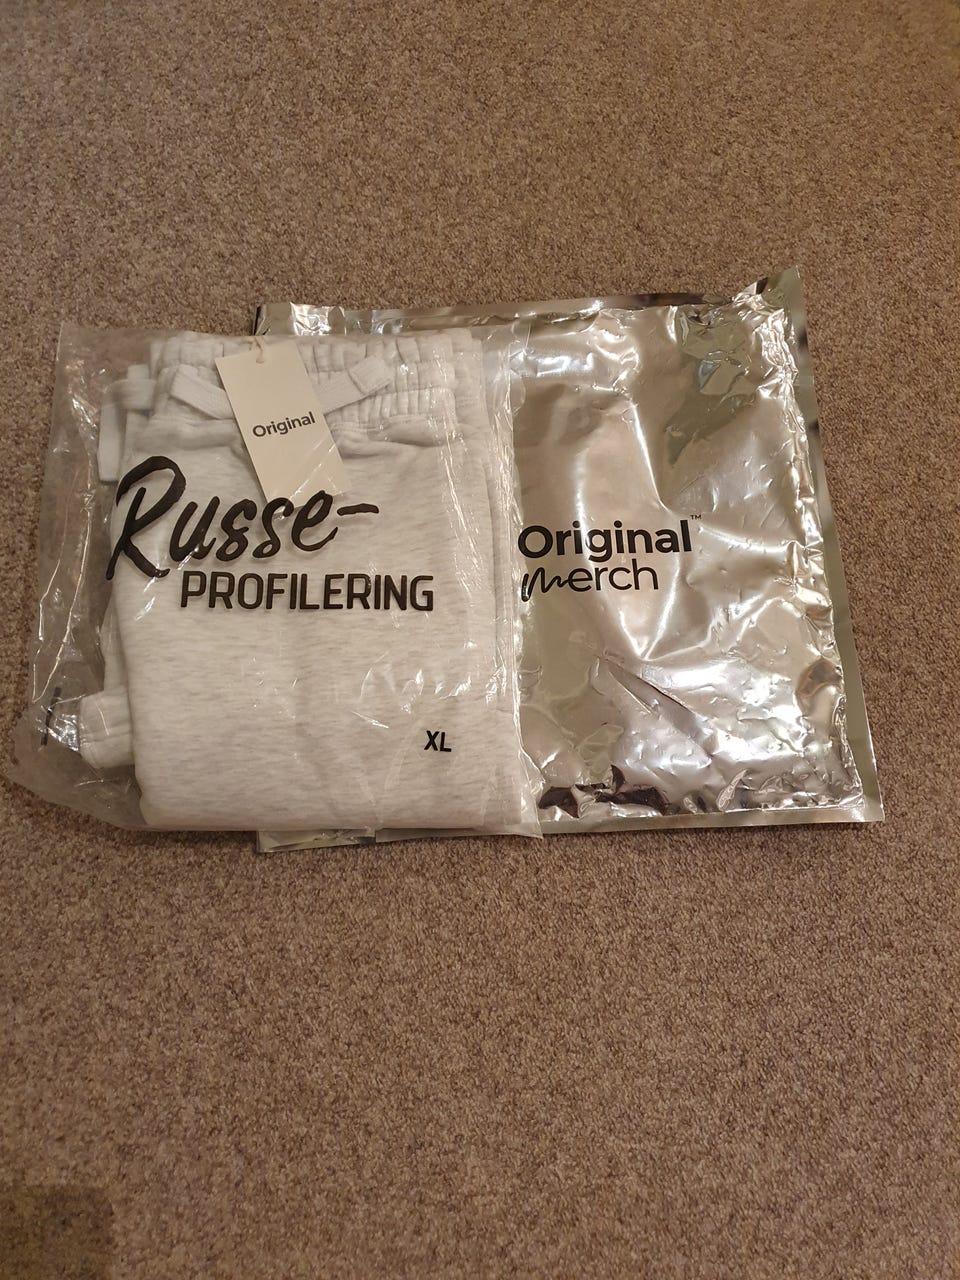 Original
Russe-
PROFILERING
XL
Original™
merch